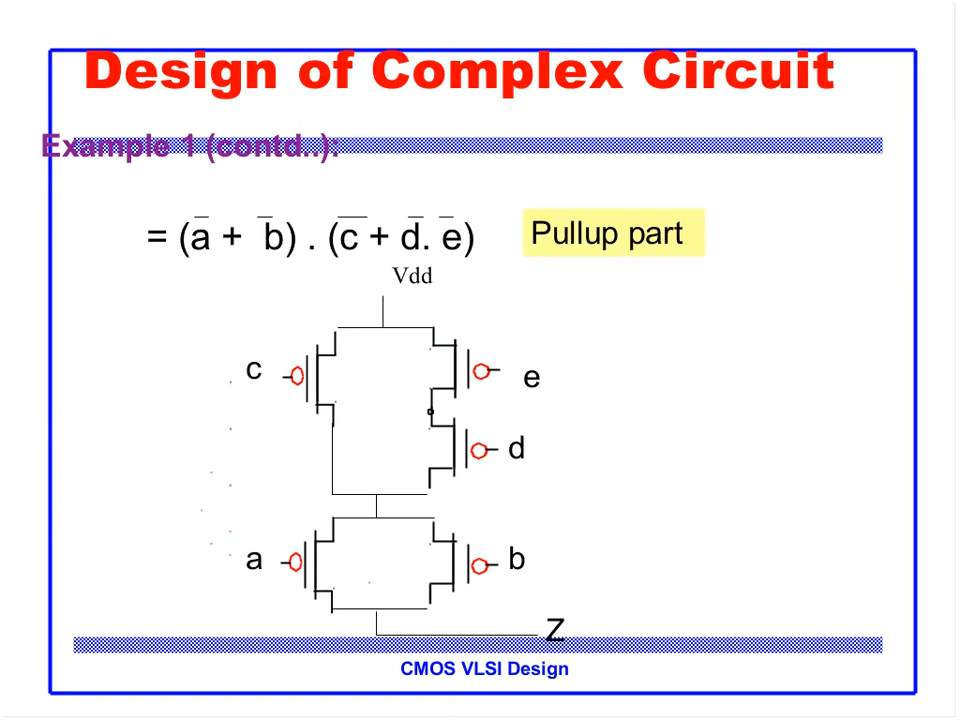 Design of Complex Circuit
Example 1 (contd..):
= (a̅ + b̅) . (c̅ + d̅. e̅)
Pullup part
Vdd
c
e
d
a
b
Z
CMOS VLSI Design